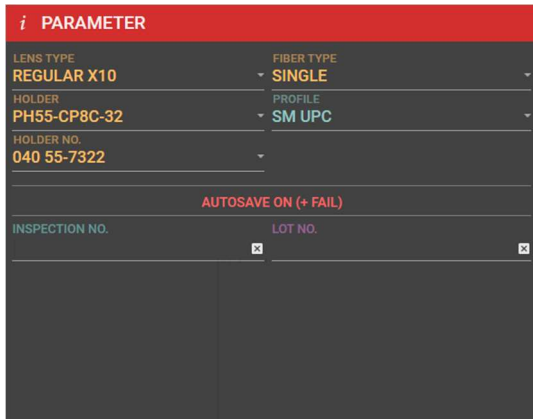 i PARAMETER
LENS TYPE
REGULAR X10
FIBER TYPE
SINGLE
HOLDER
PH55-CP8C-32
PROFILE
SM UPC
HOLDER NO.
040 55-7322
AUTOSAVE ON (+ FAIL)
INSPECTION NO.
LOT NO.